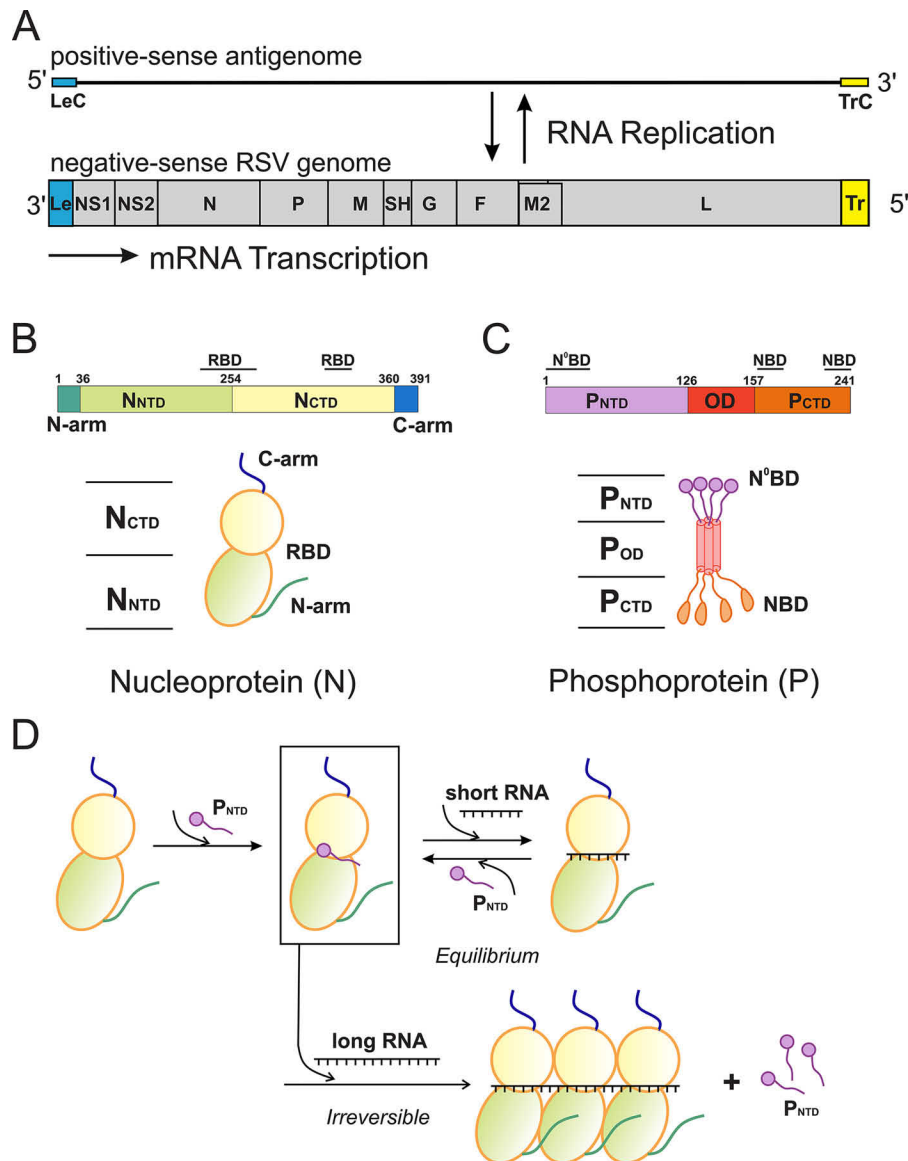 A
positive-sense antigenome
5' 3'
LeC TrC
RNA Replication
negative-sense RSV genome
3' Le NS1 NS2 N P M SH G F M2 L Tr 5'
mRNA Transcription
B
RBD RBD
1 36 254 360 391
NNTD NCTD
N-arm C-arm
C-arm
NCTD
RBD
NNTD
N-arm
Nucleoprotein (N)
C
N⁰BD NBD NBD
1 126 157 241
PNTD OD PCTD
N⁰BD
PNTD
POD
PCTD
NBD
Phosphoprotein (P)
D
PNTD
short RNA
PNTD
Equilibrium
long RNA
Irreversible
+
PNTD